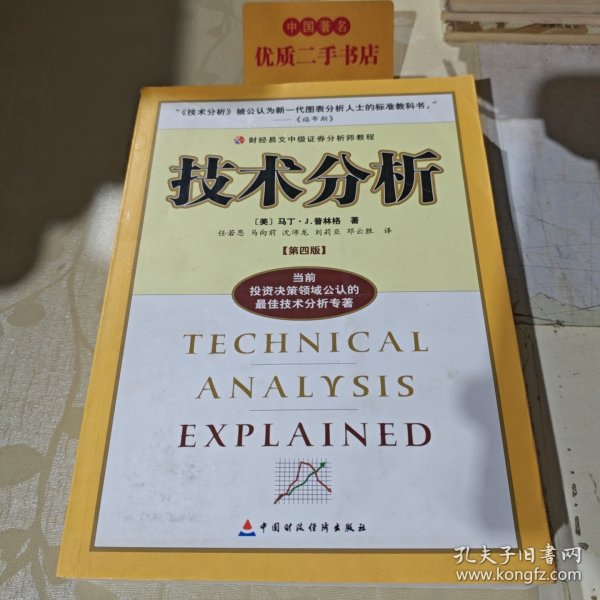 中国著名
优质二手书店
“《技术分析》被公认为新一代图表分析人士的标准教科书。”
——《福布斯》
财经易文中级证券分析师教程
技术分析
〔美〕马丁·J.普林格 著
任若恩 马向前 沈沛龙 刘莉亚 邓云胜 译
【第四版】
当前
投资决策领域公认的
最佳技术分析专著
TECHNICAL
ANALYSIS
EXPLAINED
中国财政经济出版社
孔夫子旧书网
www.kongfz.com